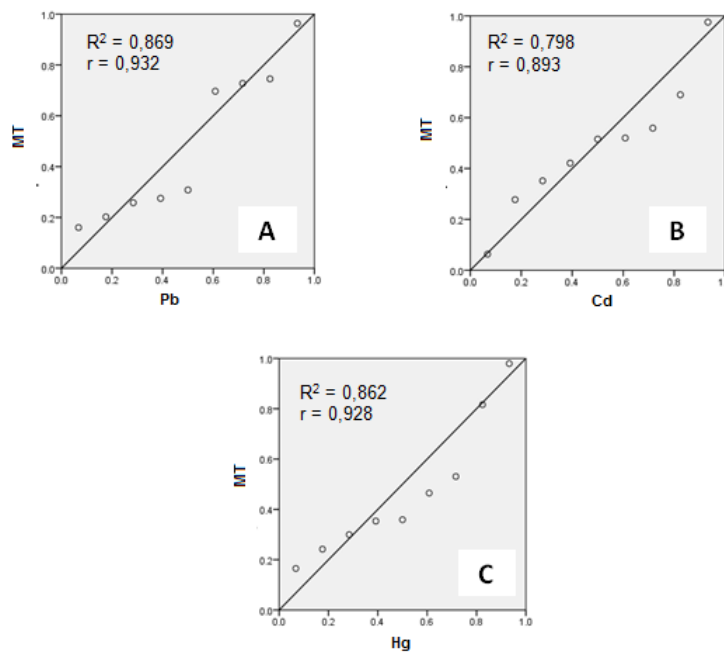 R² = 0,869
r = 0,932
MT
1.0
0.8
0.6
0.4
0.2
0.0
0.0 0.2 0.4 0.6 0.8 1.0
Pb
A
R² = 0,798
r = 0,893
MT
1.0
0.8
0.6
0.4
0.2
0.0
0.0 0.2 0.4 0.6 0.8 1
Cd
B
R² = 0,862
r = 0,928
MT
1.0
0.8
0.6
0.4
0.2
0.0
0.0 0.2 0.4 0.6 0.8 1.0
Hg
C